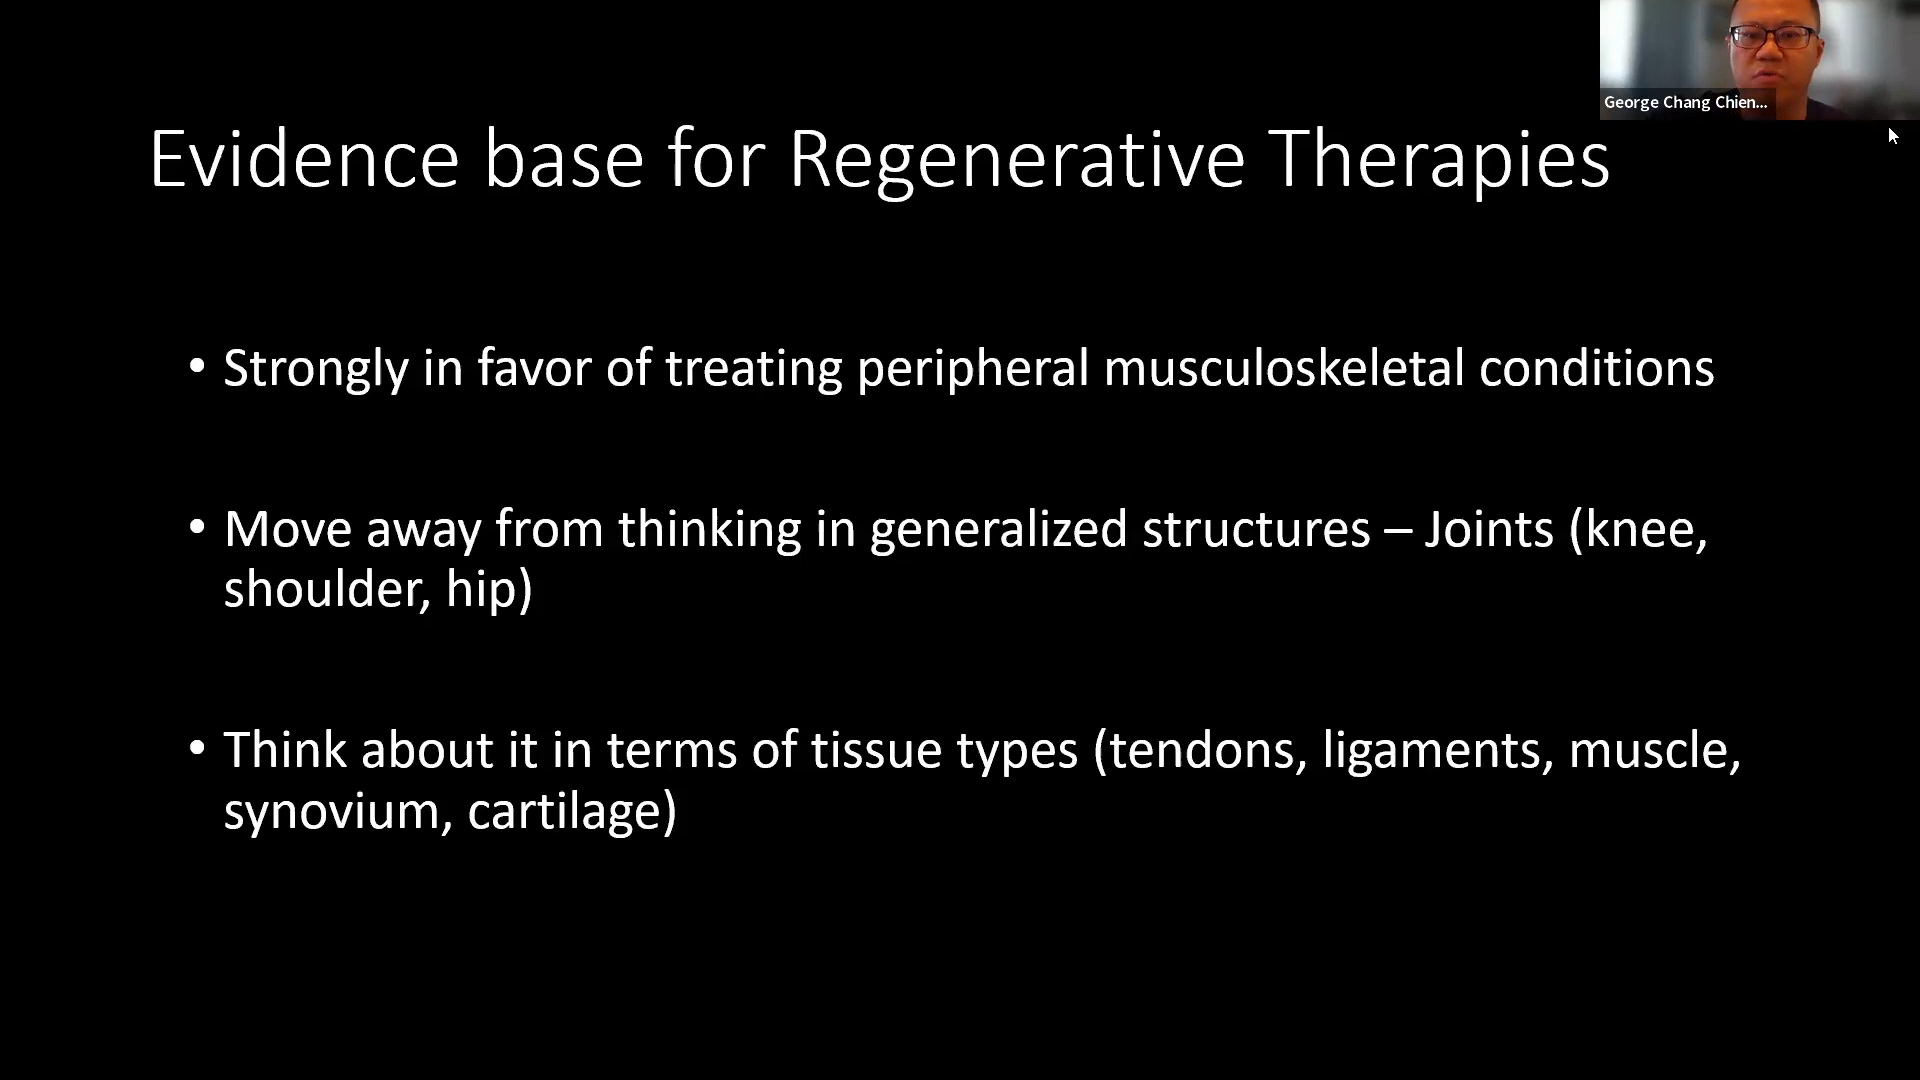 George Chang Chien...
Evidence base for Regenerative Therapies
• Strongly in favor of treating peripheral musculoskeletal conditions
• Move away from thinking in generalized structures – Joints (knee,
shoulder, hip)
• Think about it in terms of tissue types (tendons, ligaments, muscle,
synovium, cartilage)